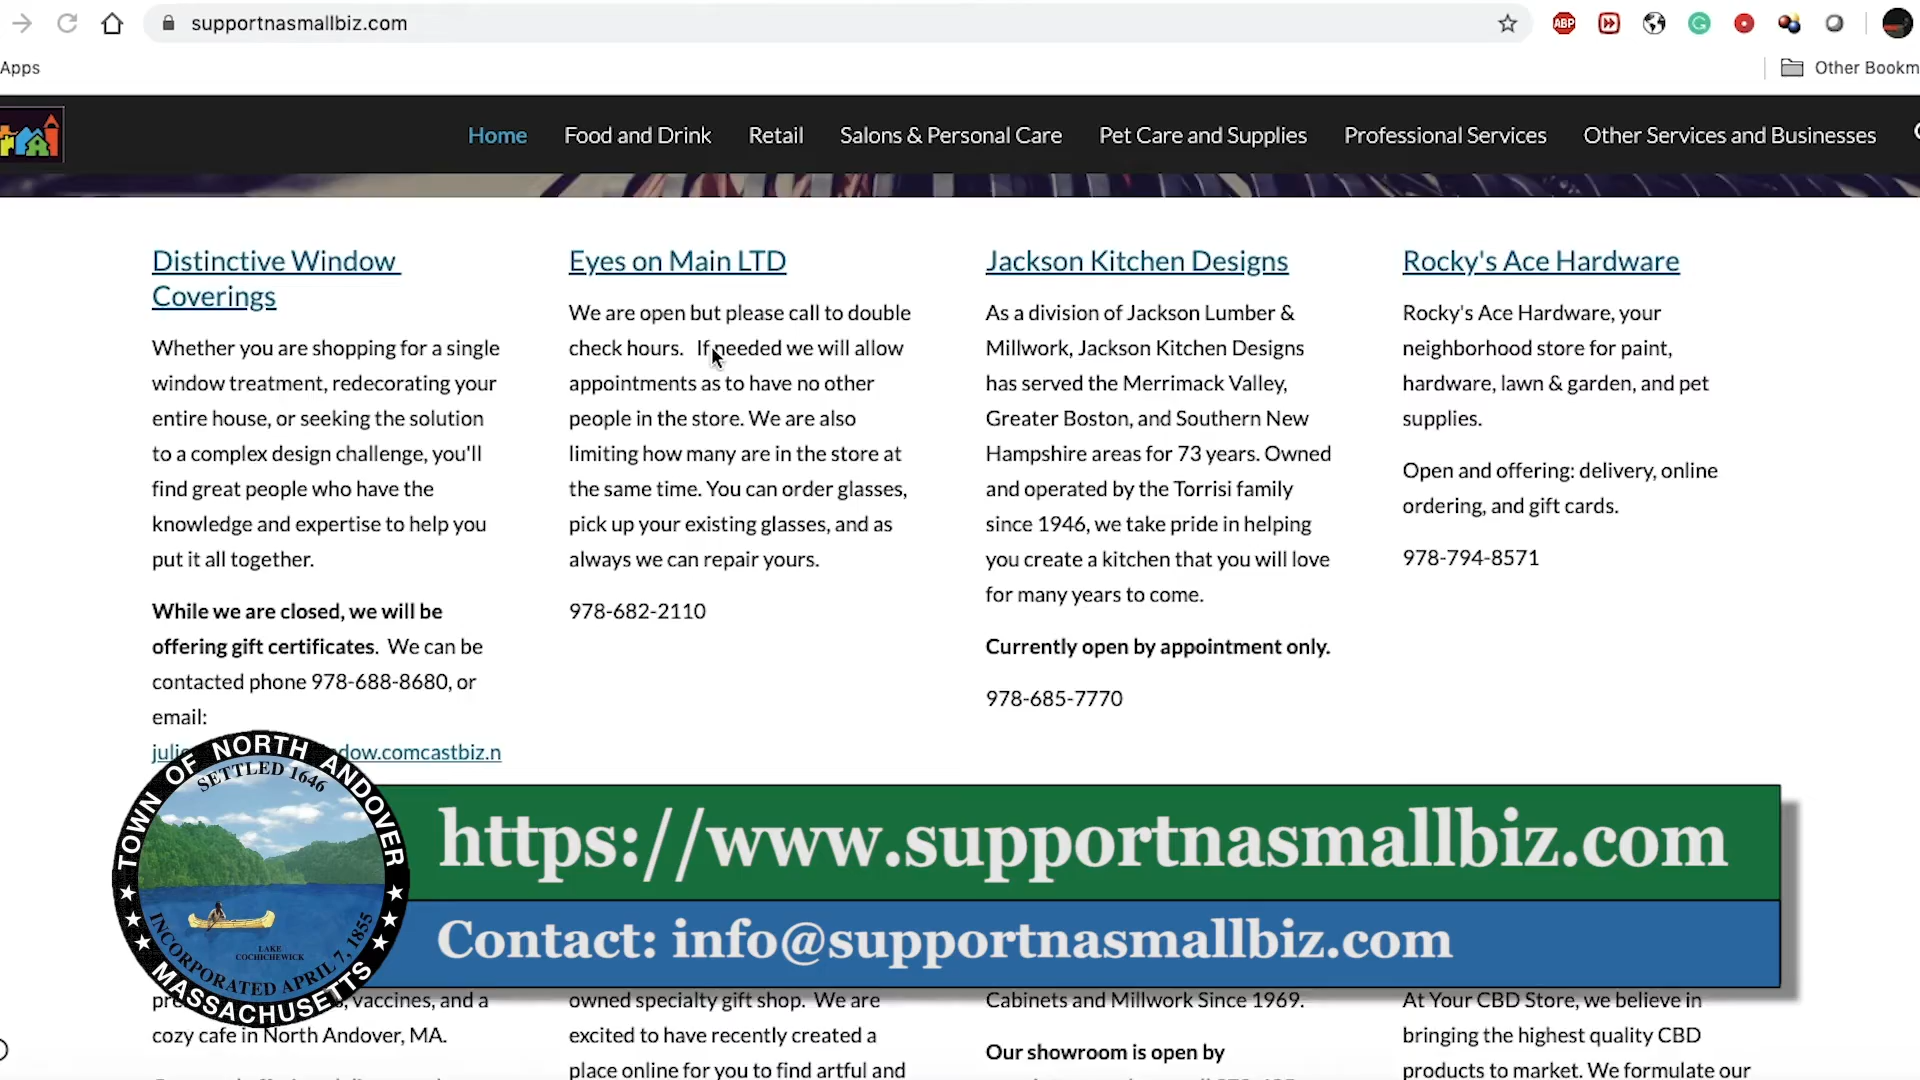 supportnasmallbiz.com
ABP
Apps
Other Bookm
Home Food and Drink Retail Salons & Personal Care Pet Care and Supplies Professional Services Other Services and Businesses
Distinctive Window
Coverings
Whether you are shopping for a single
window treatment, redecorating your
entire house, or seeking the solution
to a complex design challenge, you'll
find great people who have the
knowledge and expertise to help you
put it all together.
While we are closed, we will be
offering gift certificates. We can be
contacted phone 978-688-8680, or
email:
dow.comcastbiz.n
Eyes on Main LTD
We are open but please call to double
check hours. If needed we will allow
appointments as to have no other
people in the store. We are also
limiting how many are in the store at
the same time. You can order glasses,
pick up your existing glasses, and as
always we can repair yours.
978-682-2110
Jackson Kitchen Designs
As a division of Jackson Lumber &
Millwork, Jackson Kitchen Designs
has served the Merrimack Valley,
Greater Boston, and Southern New
Hampshire areas for 73 years. Owned
and operated by the Torrisi family
since 1946, we take pride in helping
you create a kitchen that you will love
for many years to come.
Currently open by appointment only.
978-685-7770
Rocky's Ace Hardware
Rocky's Ace Hardware, your
neighborhood store for paint,
hardware, lawn & garden, and pet
supplies.
Open and offering: delivery, online
ordering, and gift cards.
978-794-8571
TOWN OF NORTH ANDOVER
SETTLED 1646
LAKE
COCHICHEWICK
INCORPORATED APRIL 7, 1855
MASSACHUSETTS
https://www.supportnasmallbiz.com
Contact: info@supportnasmallbiz.com
vaccines, and a
cozy cafe in North Andover, MA.
owned specialty gift shop. We are
excited to have recently created a
place online for you to find artful and
Cabinets and Millwork Since 1969.
Our showroom is open by
At Your CBD Store, we believe in
bringing the highest quality CBD
products to market. We formulate our